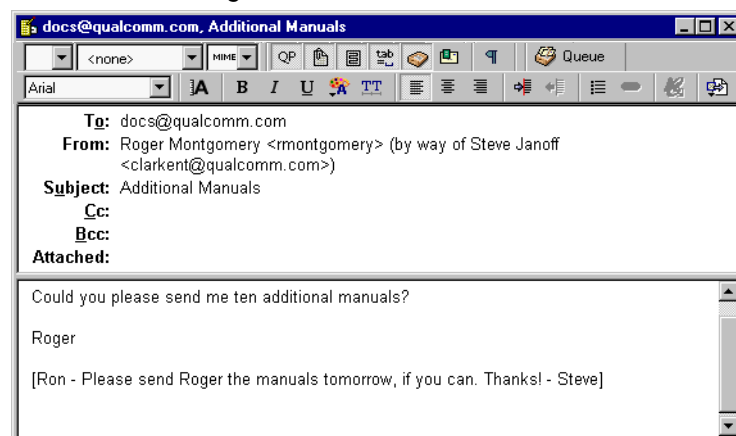 docs@qualcomm.com, Additional Manuals
<none> MIME QP tab ¶ Queue
Arial A B I U A TT
To: docs@qualcomm.com
From: Roger Montgomery <rmontgomery> (by way of Steve Janoff
<clarkent@qualcomm.com>)
Subject: Additional Manuals
Cc:
Bcc:
Attached:
Could you please send me ten additional manuals?
Roger
[Ron - Please send Roger the manuals tomorrow, if you can. Thanks! - Steve]